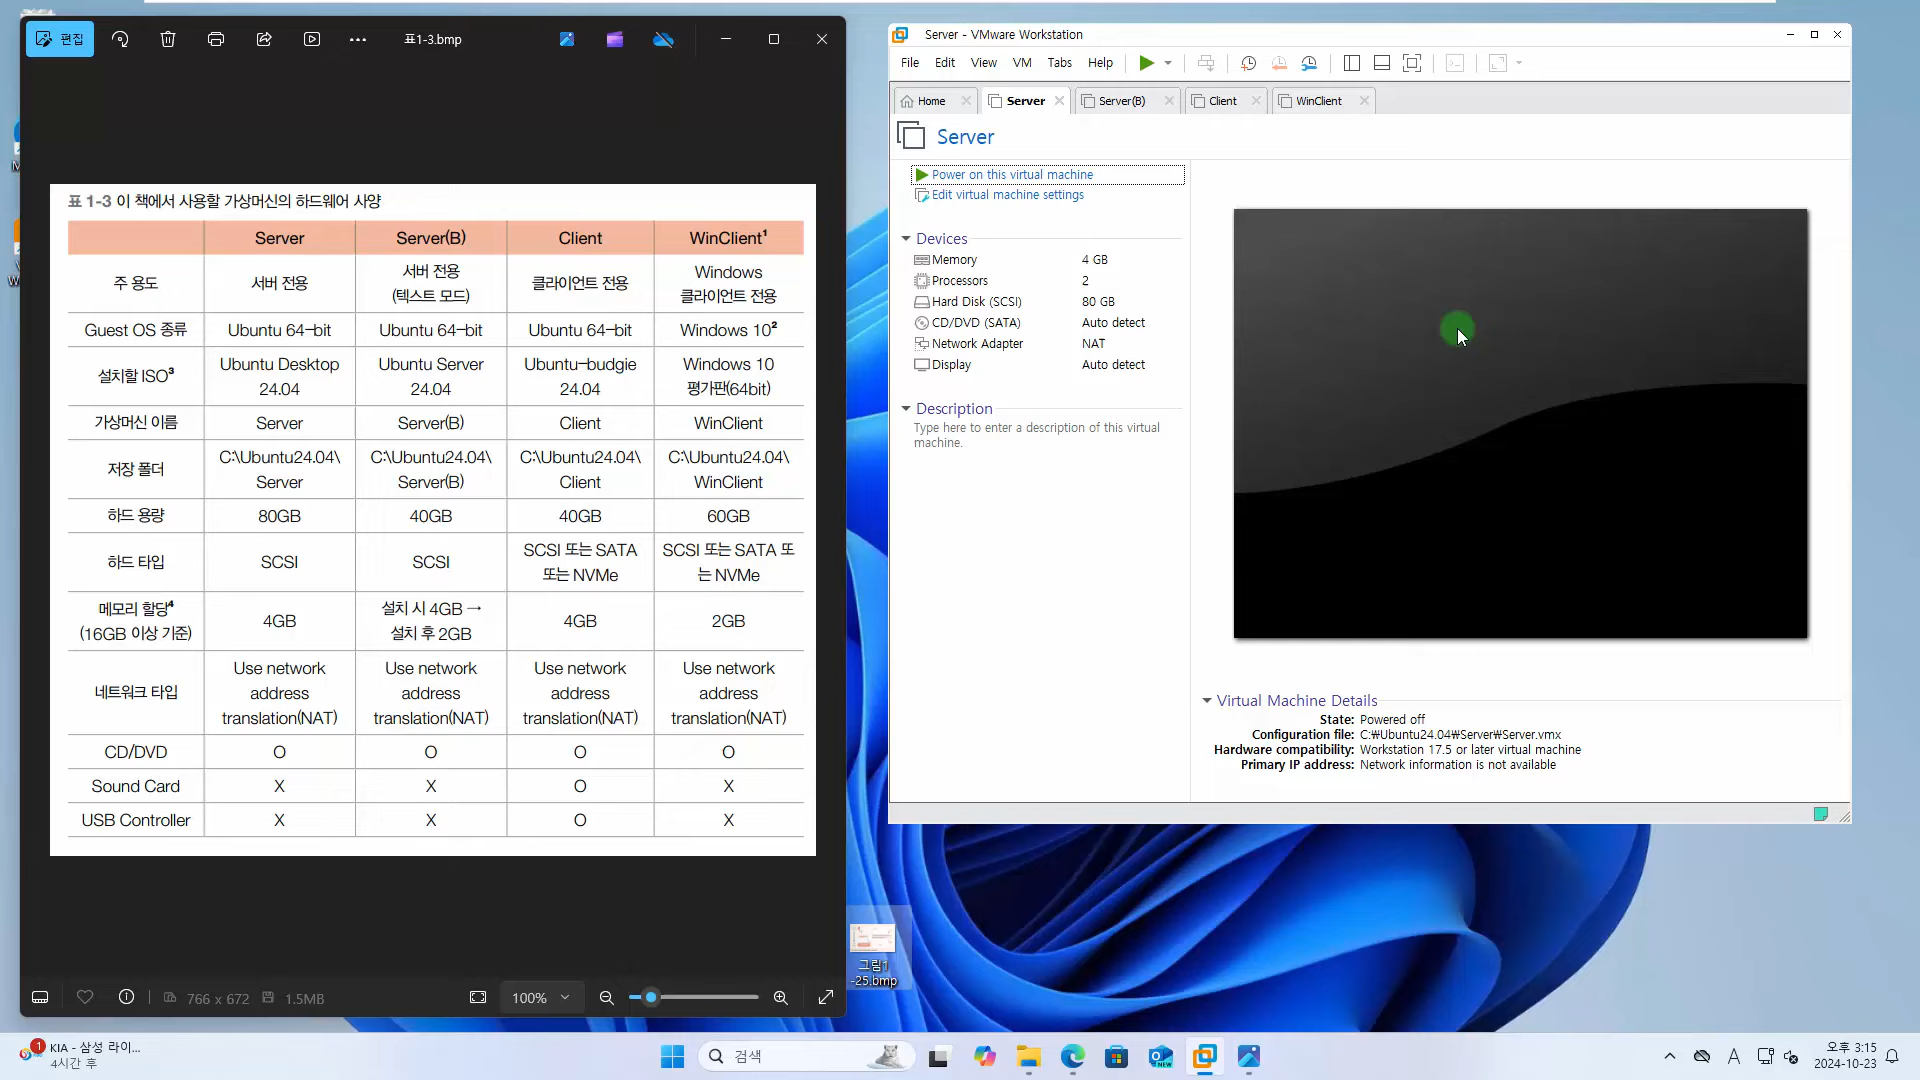 편집
표1-3.bmp
표 1-3 이 책에서 사용할 가상머신의 하드웨어 사양
Server Server(B) Client WinClient¹
주 용도 서버 전용 서버 전용 (텍스트 모드) 클라이언트 전용 Windows 클라이언트 전용
Guest OS 종류 Ubuntu 64-bit Ubuntu 64-bit Ubuntu 64-bit Windows 10²
설치할 ISO³ Ubuntu Desktop 24.04 Ubuntu Server 24.04 Ubuntu-budgie 24.04 Windows 10 평가판(64bit)
가상머신 이름 Server Server(B) Client WinClient
저장 폴더 C:\Ubuntu24.04\Server C:\Ubuntu24.04\Server(B) C:\Ubuntu24.04\Client C:\Ubuntu24.04\WinClient
하드 용량 80GB 40GB 40GB 60GB
하드 타입 SCSI SCSI SCSI 또는 SATA 또는 NVMe SCSI 또는 SATA 또는 NVMe
메모리 할당⁴ (16GB 이상 기준) 4GB 설치 시 4GB → 설치 후 2GB 4GB 2GB
네트워크 타입 Use network address translation(NAT) Use network address translation(NAT) Use network address translation(NAT) Use network address translation(NAT)
CD/DVD O O O O
Sound Card X X O X
USB Controller X X O X
766 x 672 1.5MB 100%
Server - VMware Workstation
File Edit View VM Tabs Help
Home Server Server(B) Client WinClient
Server
Power on this virtual machine
Edit virtual machine settings
Devices
Memory 4 GB
Processors 2
Hard Disk (SCSI) 80 GB
CD/DVD (SATA) Auto detect
Network Adapter NAT
Display Auto detect
Description
Type here to enter a description of this virtual
machine.
Virtual Machine Details
State: Powered off
Configuration file: C:₩Ubuntu24.04₩Server₩Server.vmx
Hardware compatibility: Workstation 17.5 or later virtual machine
Primary IP address: Network information is not available
그림1
-25.bmp
1
KIA - 삼성 라이...
4시간 후
검색
NEW
A
오후 3:15
2024-10-23